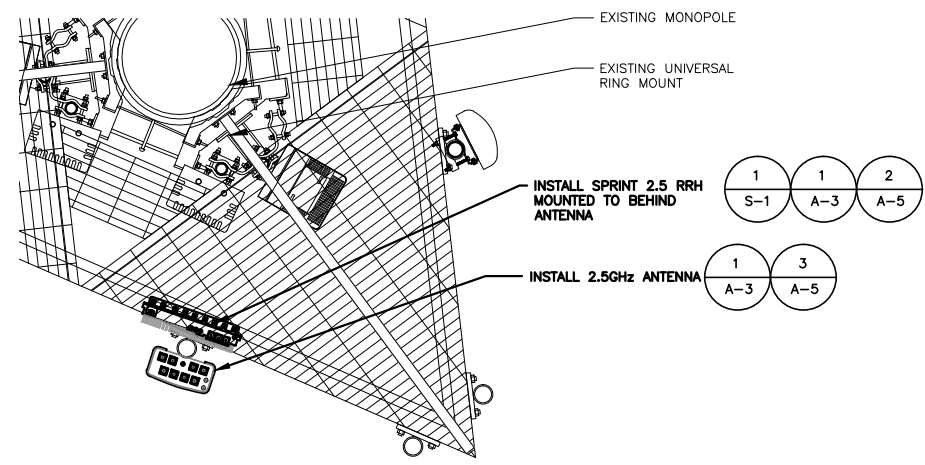 EXISTING MONOPOLE
EXISTING UNIVERSAL
RING MOUNT
INSTALL SPRINT 2.5 RRH
MOUNTED TO BEHIND
ANTENNA
1
S-1
1
A-3
2
A-5
INSTALL 2.5GHz ANTENNA
1
A-3
3
A-5